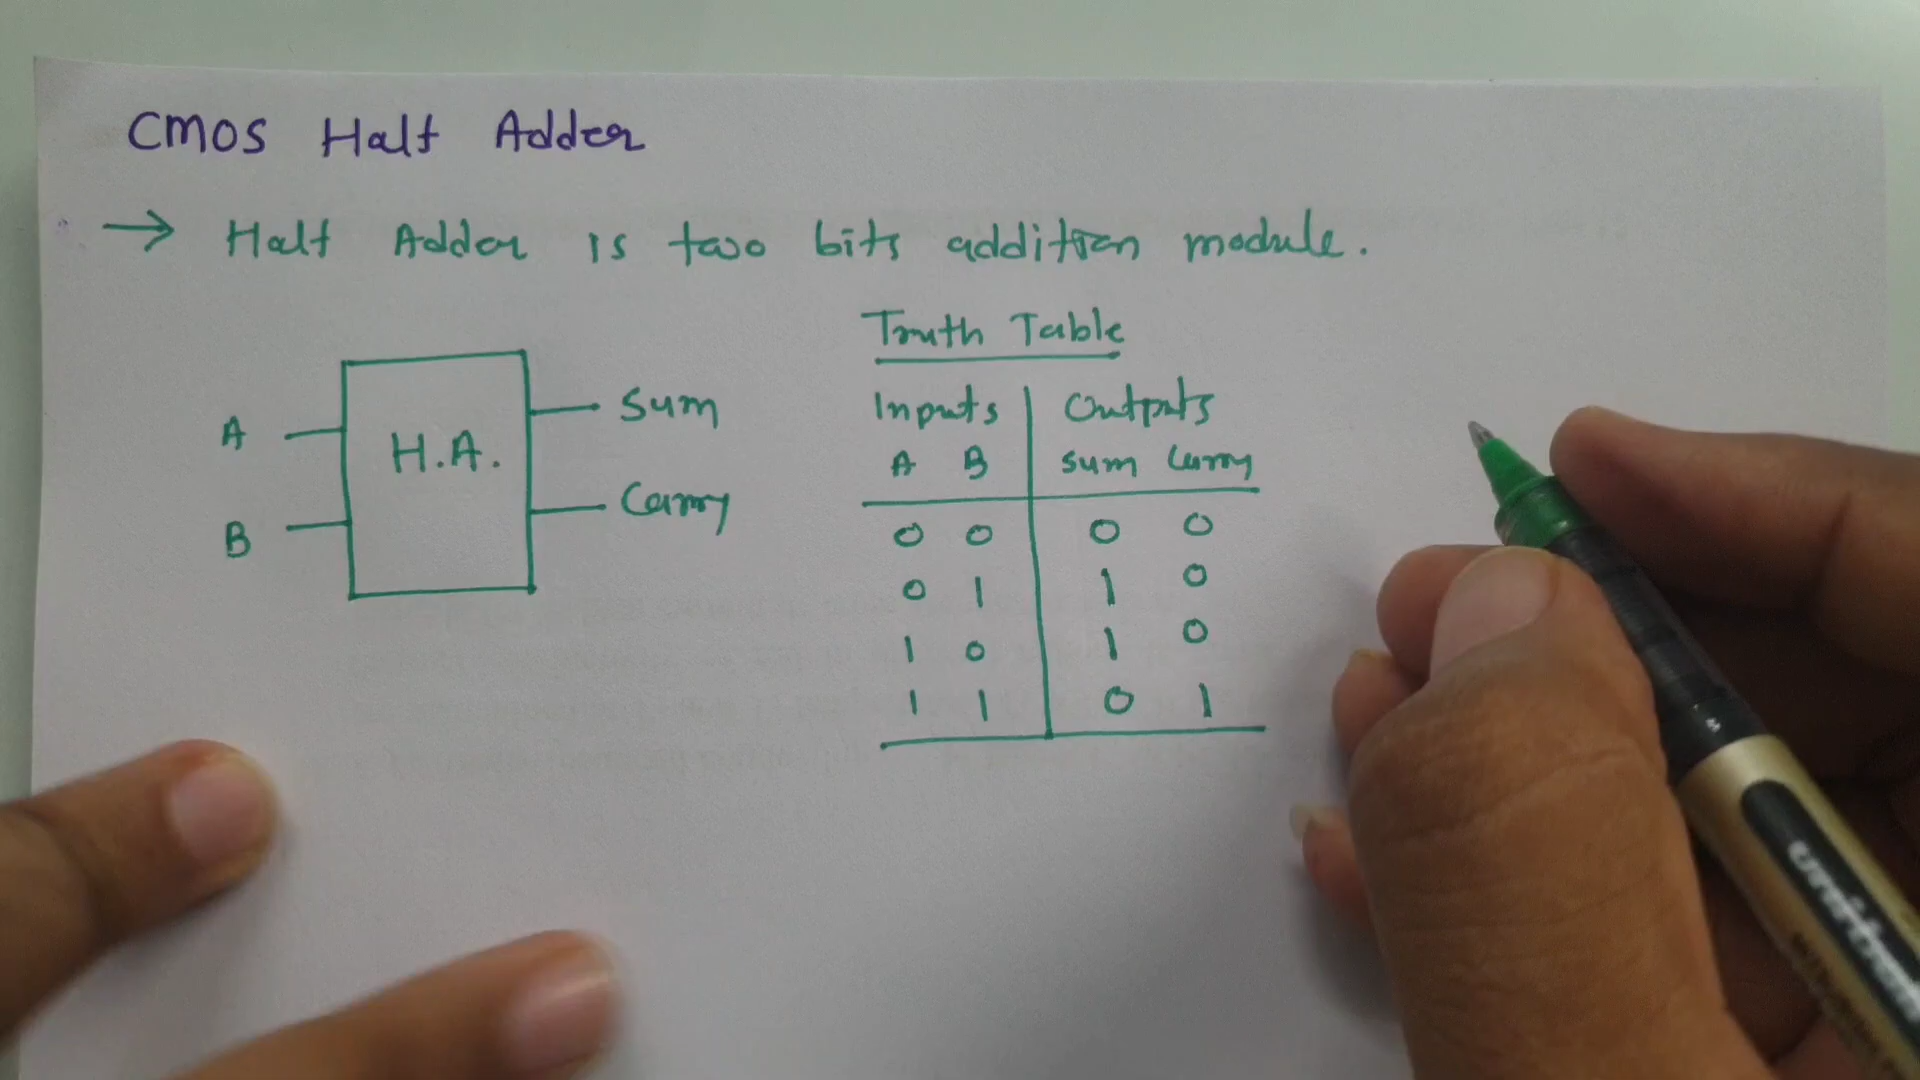 CMOS Half Adder
→ Half Adder is two bits addition module.
Truth Table
Inputs Outputs
A B Sum Carry
0 0 0 0
0 1 1 0
1 0 1 0
1 1 0 1
A
B
H.A.
Sum
Carry